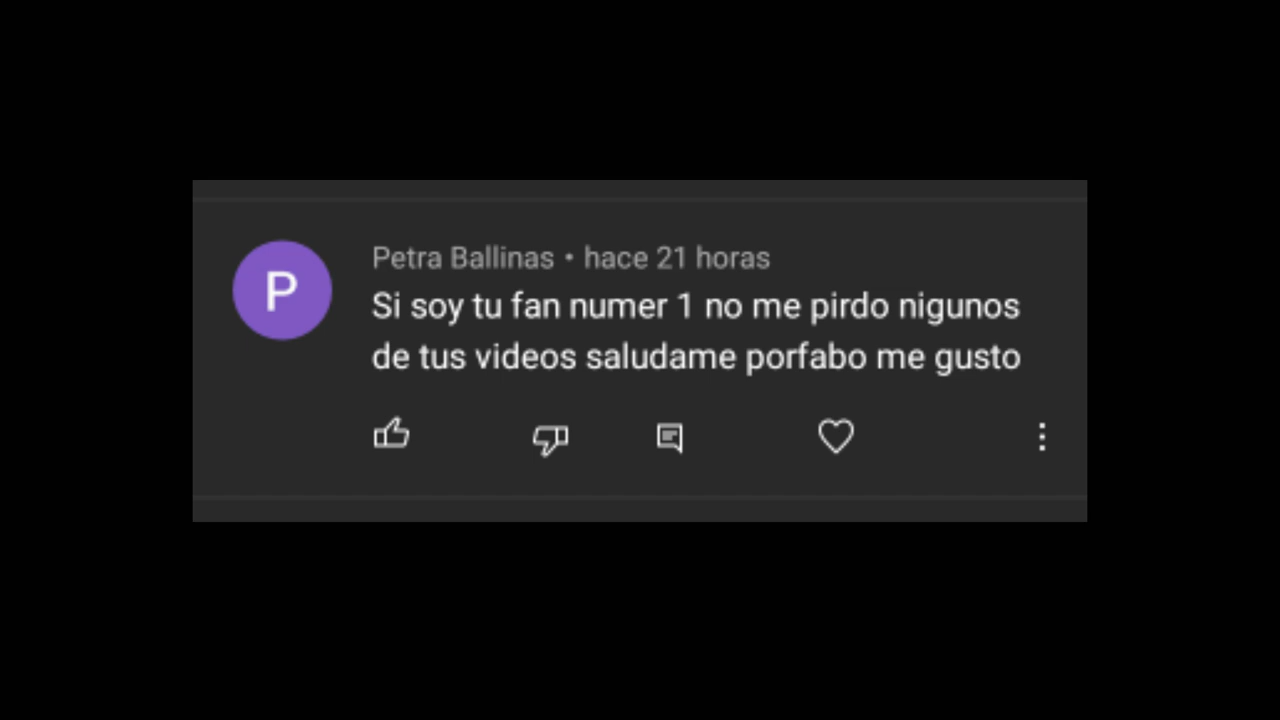 P
Petra Ballinas • hace 21 horas
Si soy tu fan numer 1 no me pirdo nigunos
de tus videos saludame porfabo me gusto